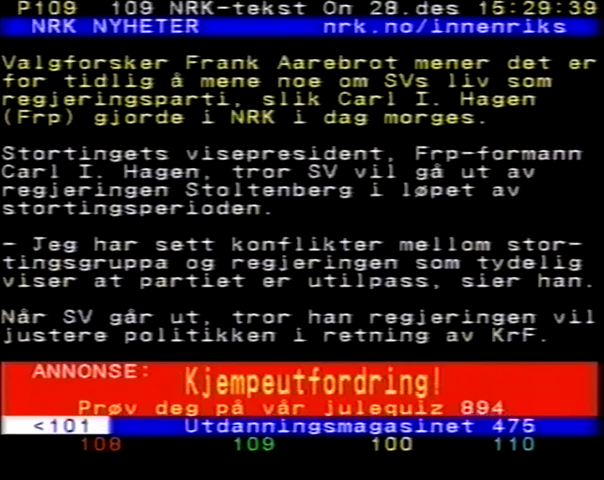 P109 109 NRK-tekst On 28.des 15:29:39
NRK NYHETER nrk.no/innenriks
Valgforsker Frank Aarebrot mener det er
for tidlig å mene noe om SVs liv som
regjeringsparti, slik Carl I. Hagen
(Frp) gjorde i NRK i dag morges.
Stortingets visepresident, Frp-formann
Carl I. Hagen, tror SV vil gå ut av
regjeringen Stoltenberg i løpet av
stortingsperioden.
- Jeg har sett konflikter mellom stor-
tingsgruppa og regjeringen som tydelig
viser at partiet er utilpass, sier han.
Når SV går ut, tror han regjeringen vil
justere politikken i retning av KrF.
ANNONSE: Kjempeutfordring!
Prøv deg på vår julequiz 894
<101 Utdanningsmagasinet 475
108 109 100 110